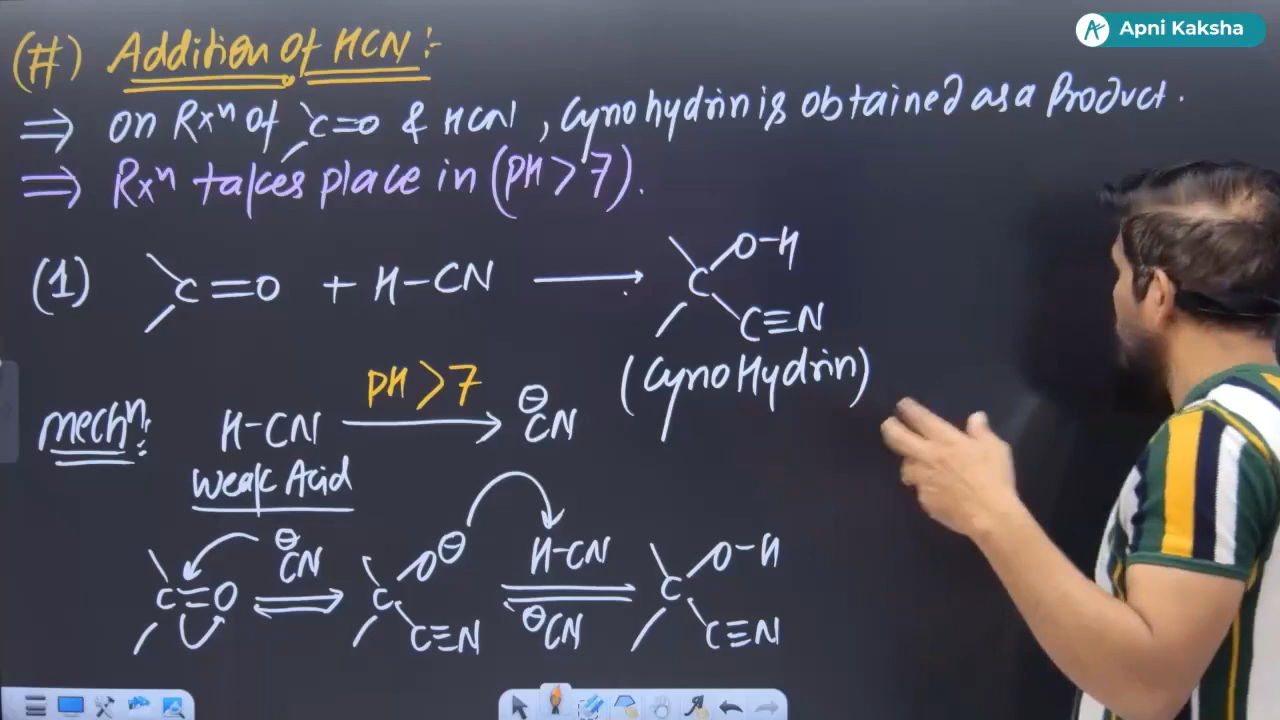 Apni Kaksha
(#) Addition of HCN :-
⇒ on Rxⁿ of C=O & HCN , Cynohydrin is obtained as a Product .
⇒ Rxⁿ takes place in (PH > 7).
(1) C=O + H-CN ⟶ C O-H C≡N
(CynoHydrin)
mechⁿ: H-CN PH > 7 ⟶ ⊖CN
Weak Acid
C=O ⊖CN ⇌ C O⊖ C≡N H-CN ⇌ ⊖CN C O-H C≡N